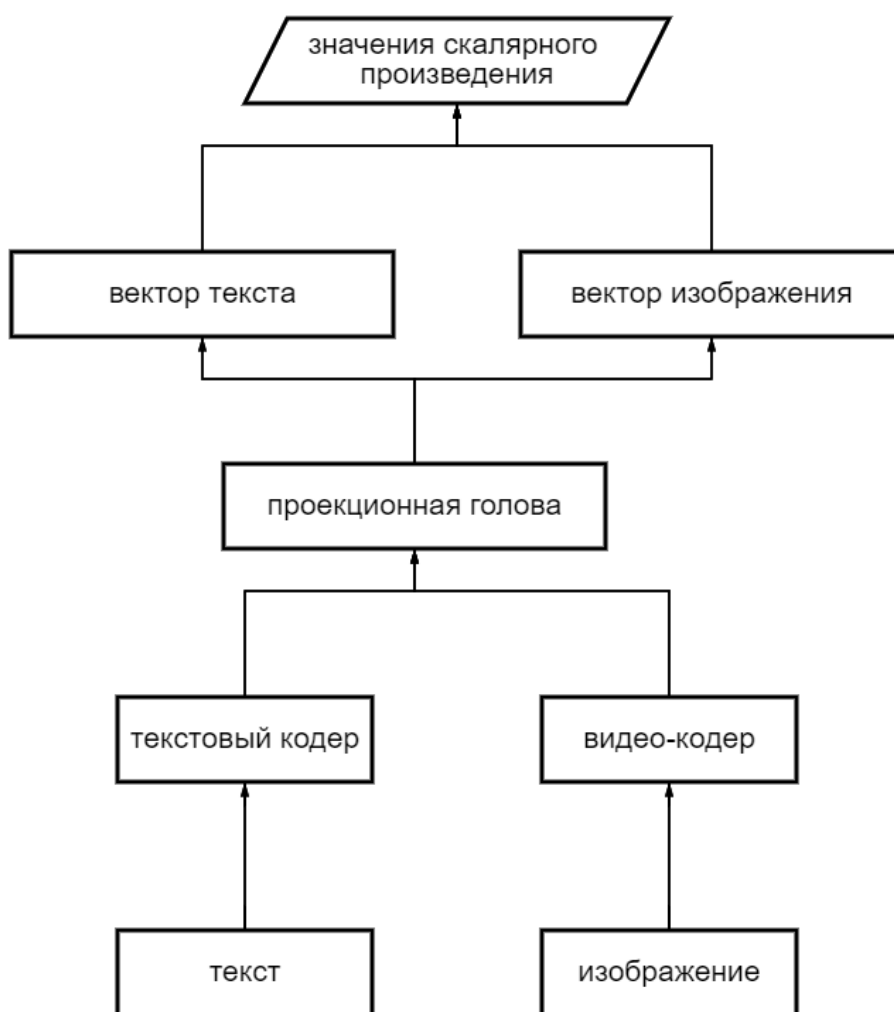 значения скалярного
произведения
вектор текста
вектор изображения
проекционная голова
текстовый кодер
видео-кодер
текст
изображение